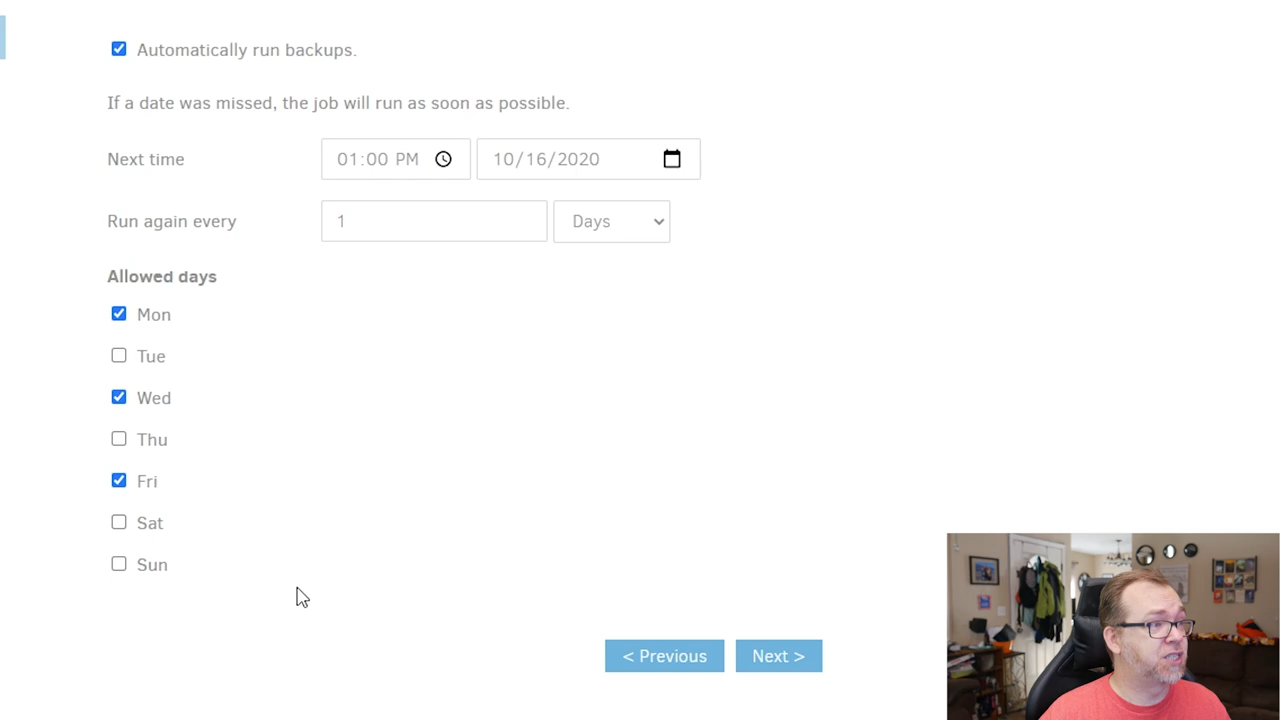 Automatically run backups.
If a date was missed, the job will run as soon as possible.
Next time 01:00 PM 10/16/2020
Run again every 1 Days
Allowed days
Mon
Tue
Wed
Thu
Fri
Sat
Sun
< Previous Next >